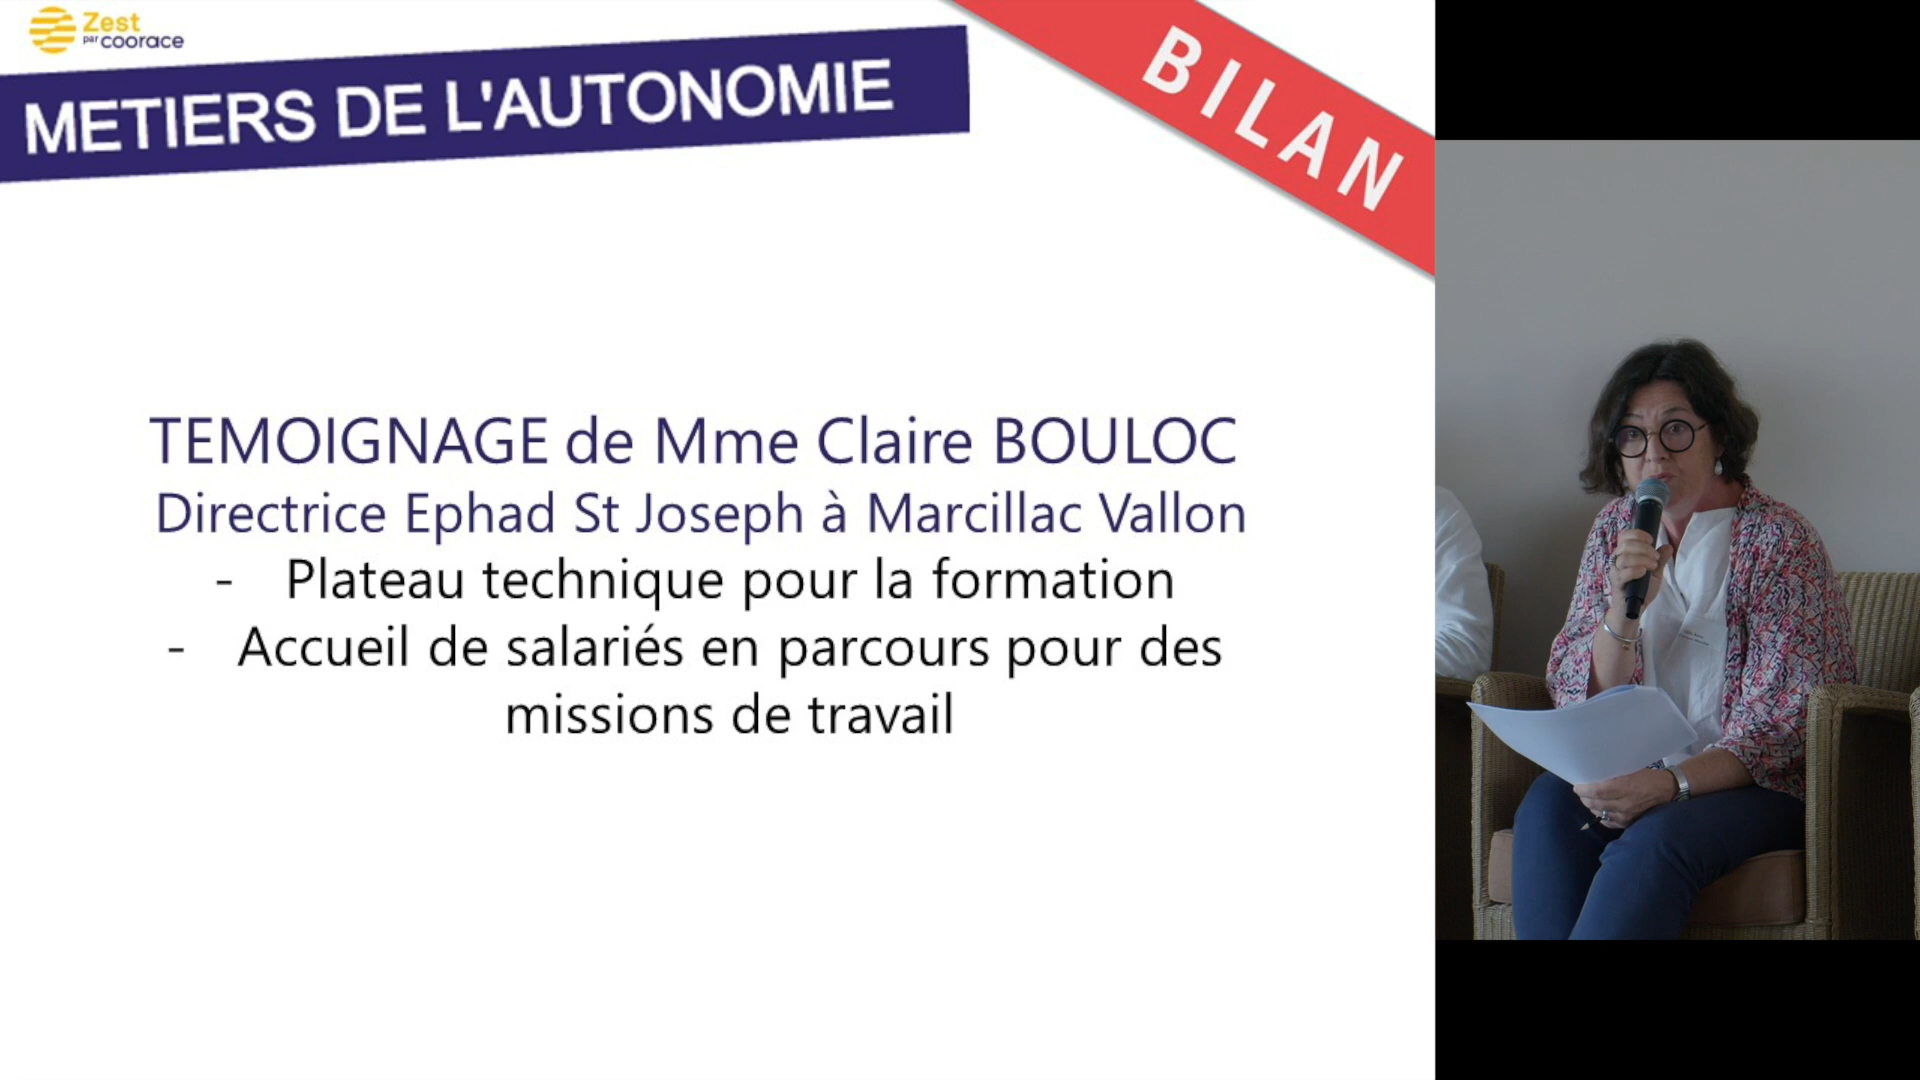 Zest
par coorace
METIERS DE L'AUTONOMIE
BILAN
TEMOIGNAGE de Mme Claire BOULOC
Directrice Ephad St Joseph à Marcillac Vallon
- Plateau technique pour la formation
- Accueil de salariés en parcours pour des
missions de travail